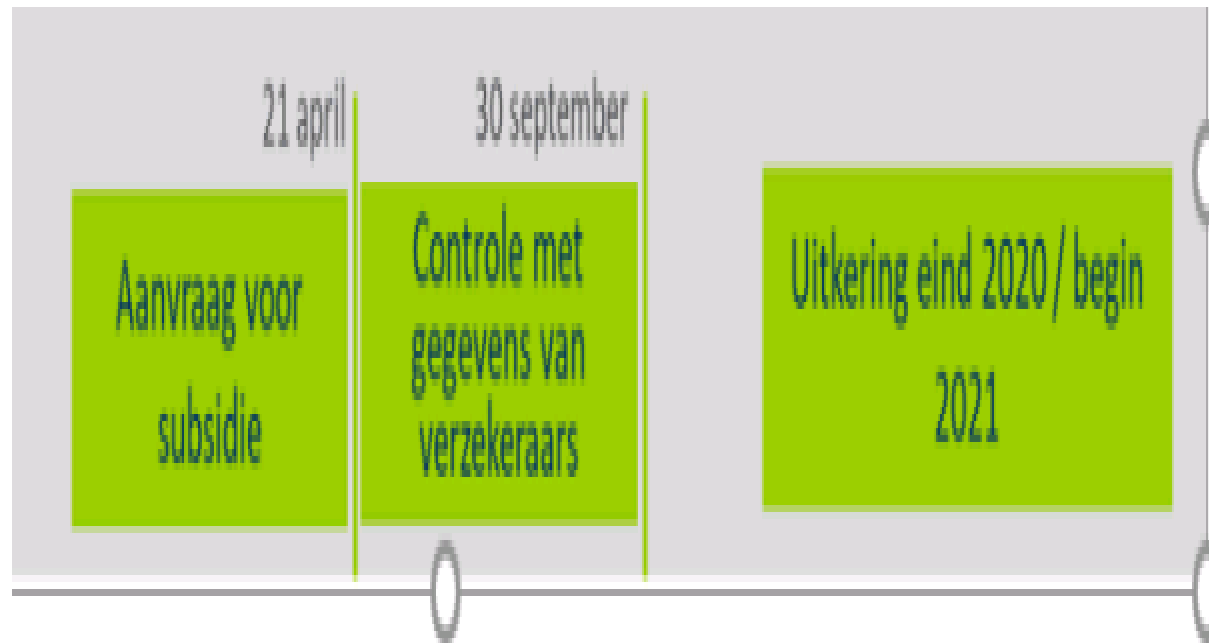 21 april
30 september
Aanvraag voor
subsidie
Controle met
gegevens van
verzekeraars
Uitkering eind 2020 / begin
2021